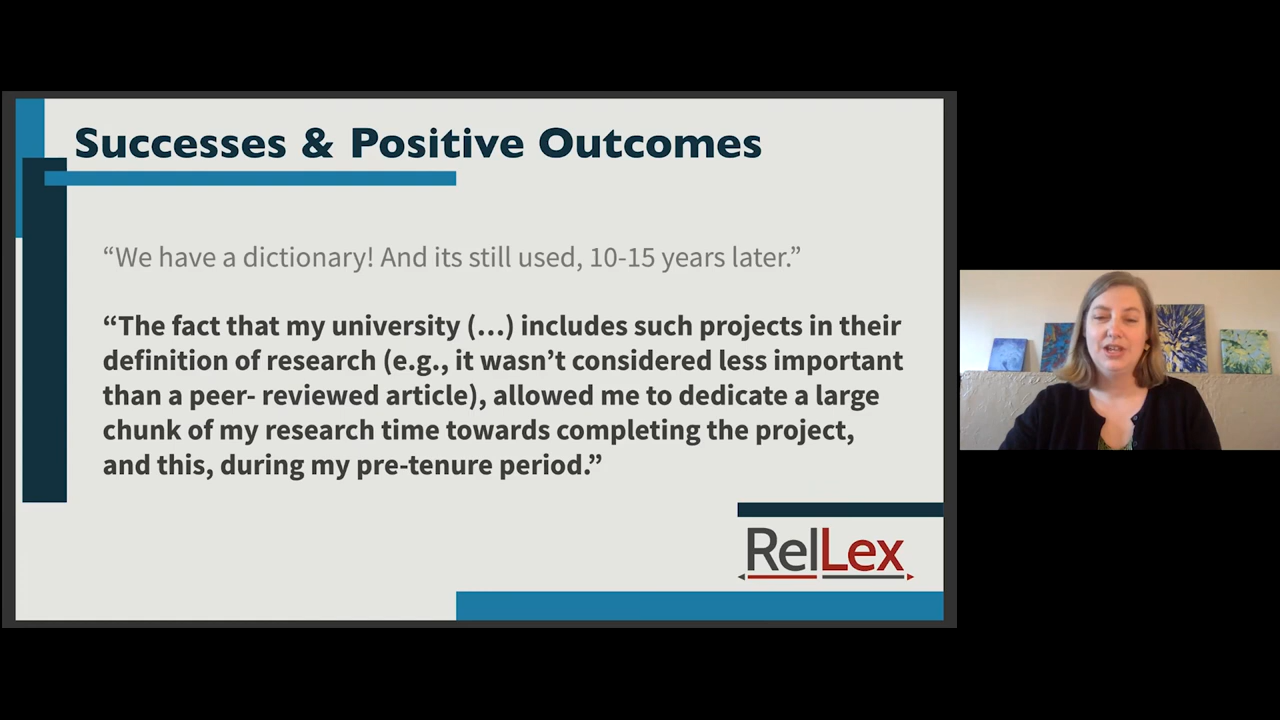 Successes & Positive Outcomes
“We have a dictionary! And its still used, 10-15 years later.”
“The fact that my university (...) includes such projects in their
definition of research (e.g., it wasn’t considered less important
than a peer- reviewed article), allowed me to dedicate a large
chunk of my research time towards completing the project,
and this, during my pre-tenure period.”
RelLex